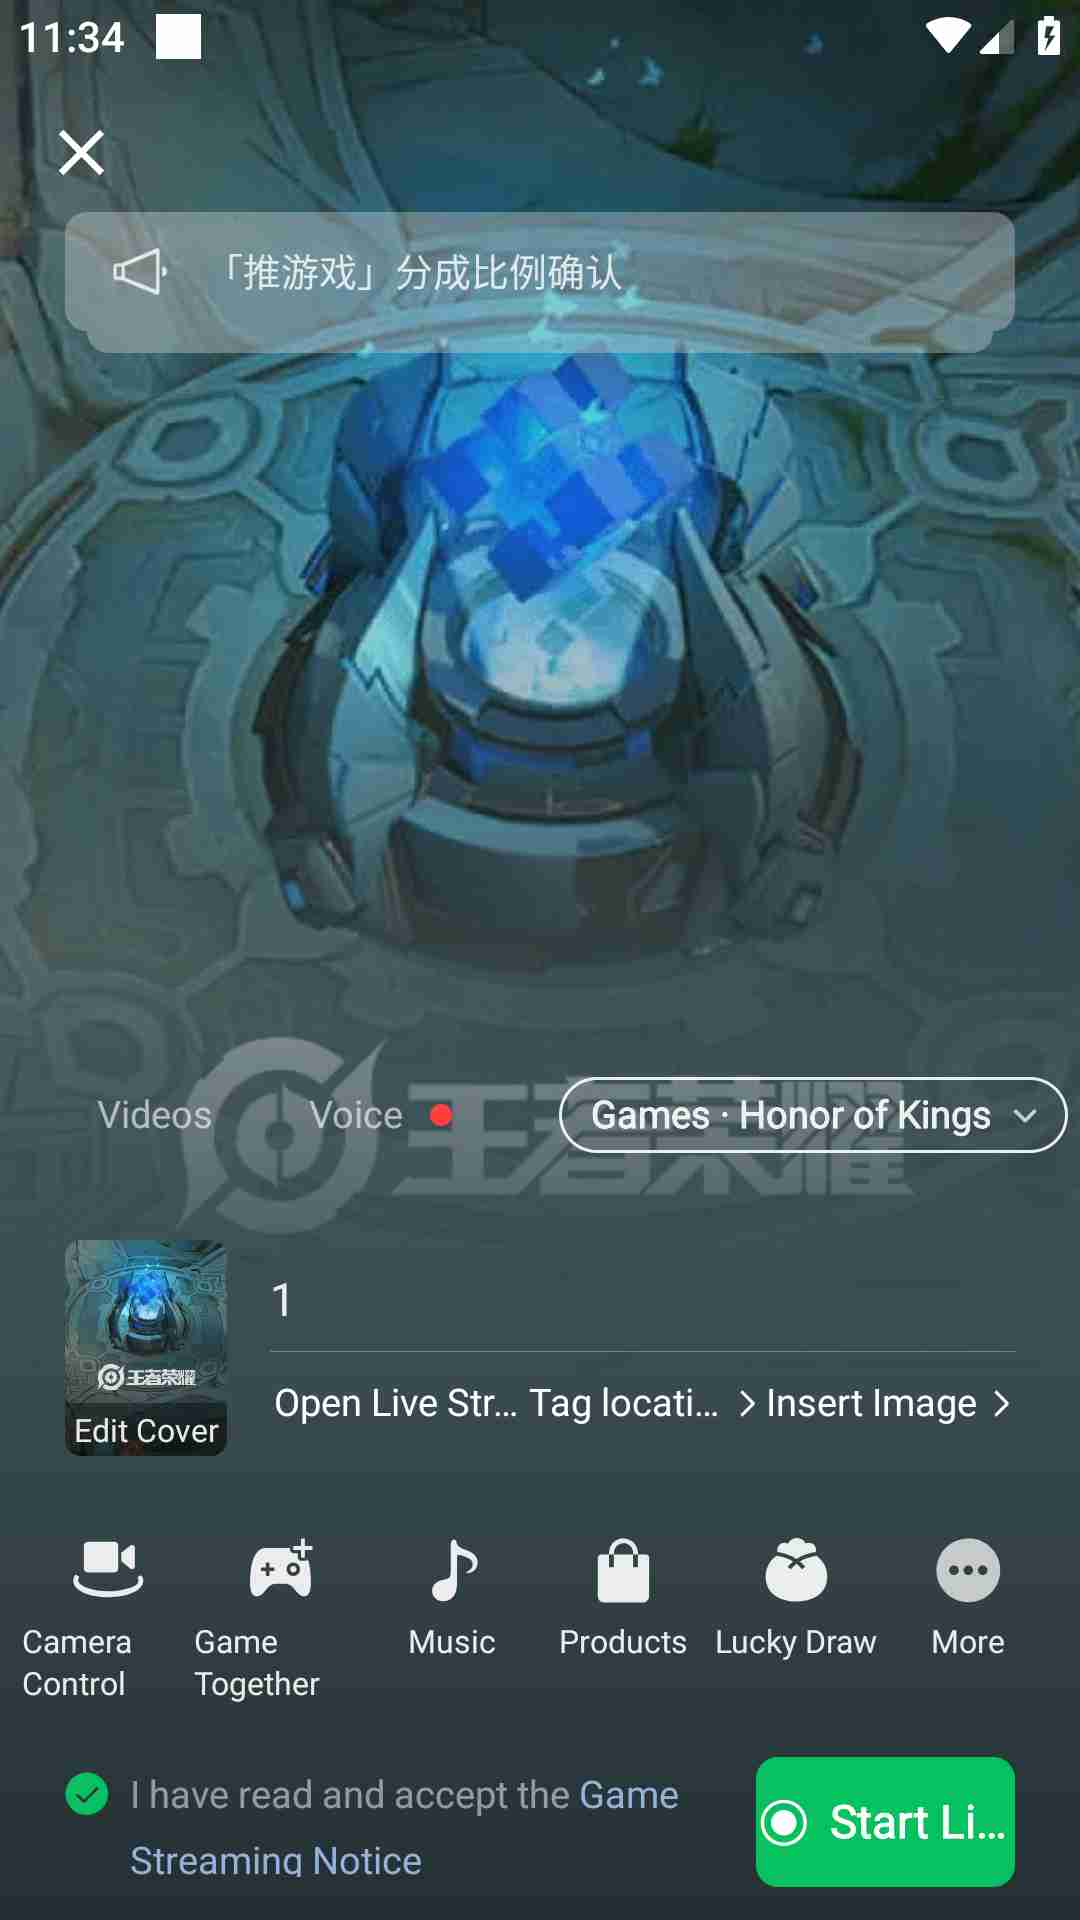 11:34
「推游戏」分成比例确认
王者荣耀
Videos
Voice
Games · Honor of Kings
王者荣耀
Edit Cover
1
Open Live Str... Tag locati... Insert Image
Camera Control
Game Together
Music
Products
Lucky Draw
More
I have read and accept the Game
Streaming Notice
Start Li...